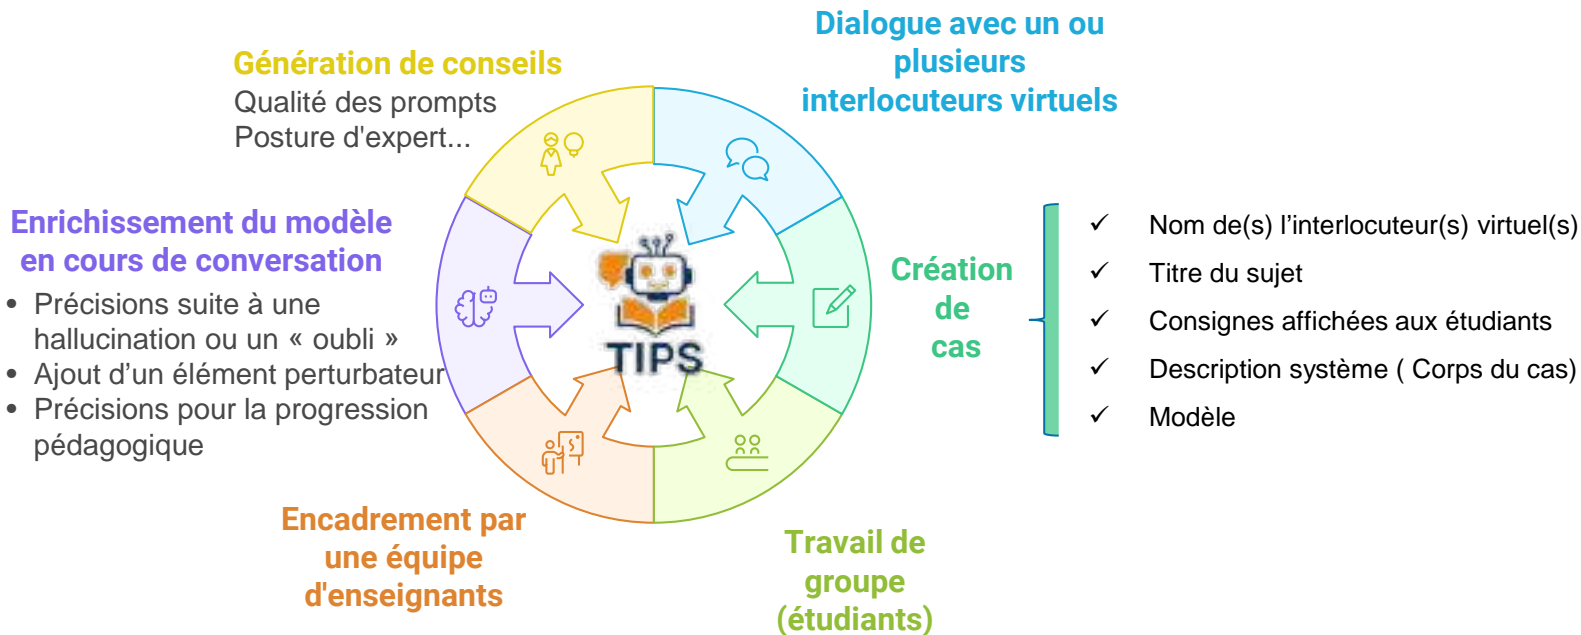 Génération de conseils
Qualité des prompts
Posture d'expert...
Dialogue avec un ou
plusieurs
interlocuteurs virtuels
Enrichissement du modèle
en cours de conversation
• Précisions suite à une
hallucination ou un « oubli »
• Ajout d’un élément perturbateur
• Précisions pour la progression
pédagogique
TIPS
Création
de
cas
✓ Nom de(s) l’interlocuteur(s) virtuel(s)
✓ Titre du sujet
✓ Consignes affichées aux étudiants
✓ Description système ( Corps du cas)
✓ Modèle
Encadrement par
une équipe
d'enseignants
Travail de
groupe
(étudiants)